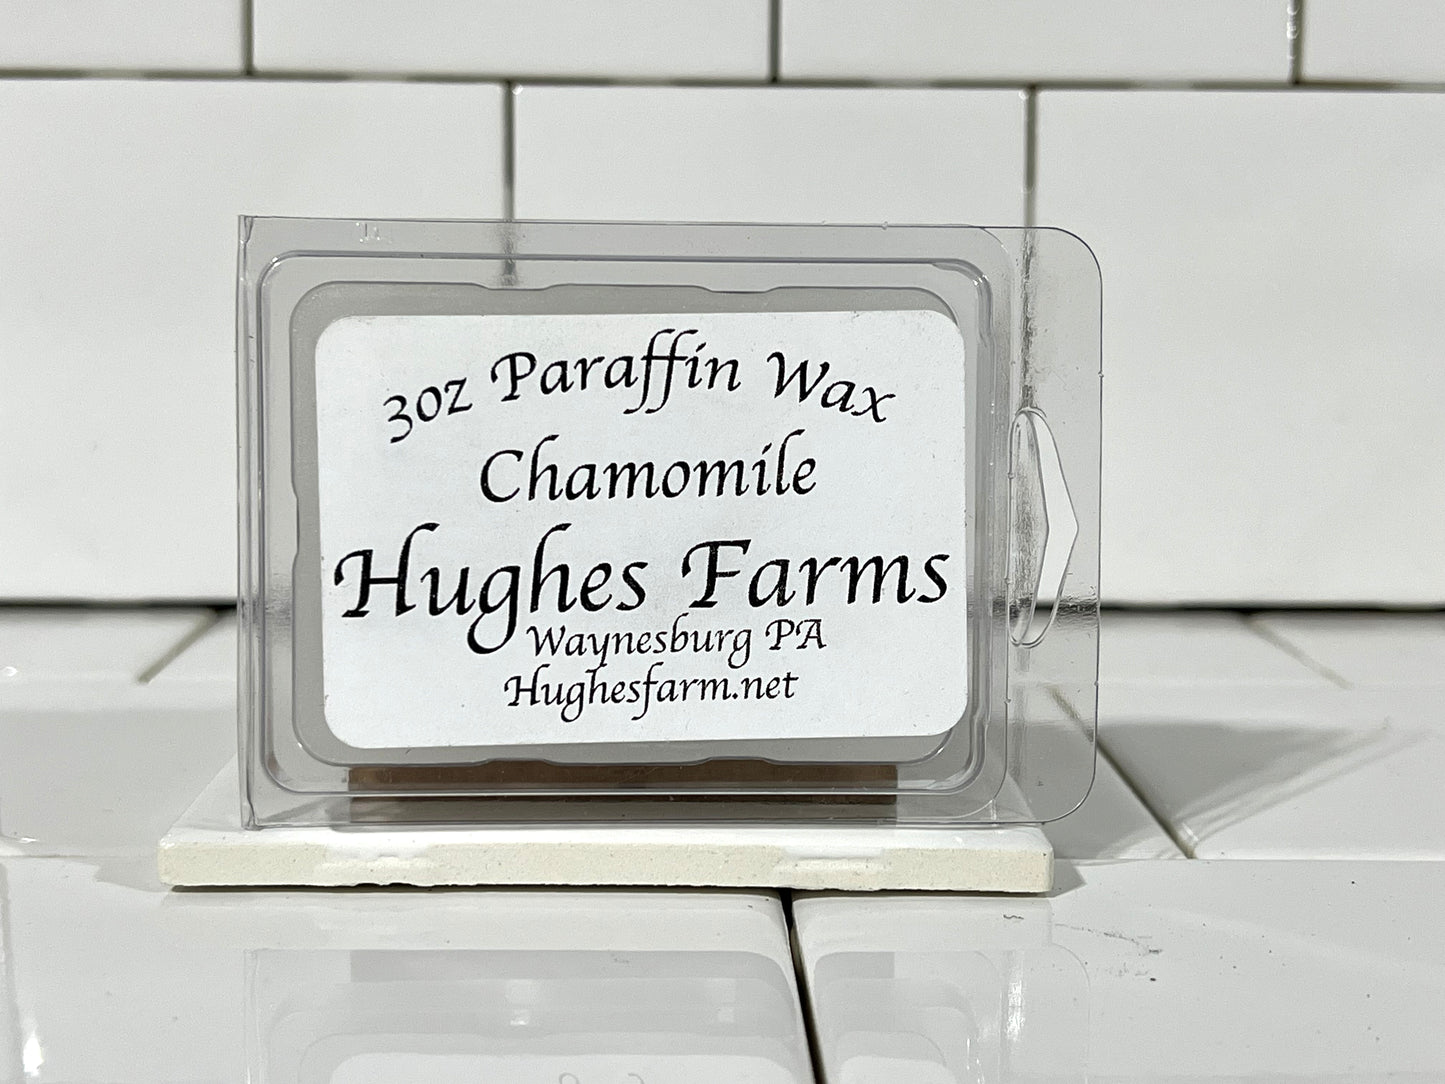 3oz Paraffin Wax
Chamomile
Hughes Farms
Waynesburg PA
Hughesfarm.net